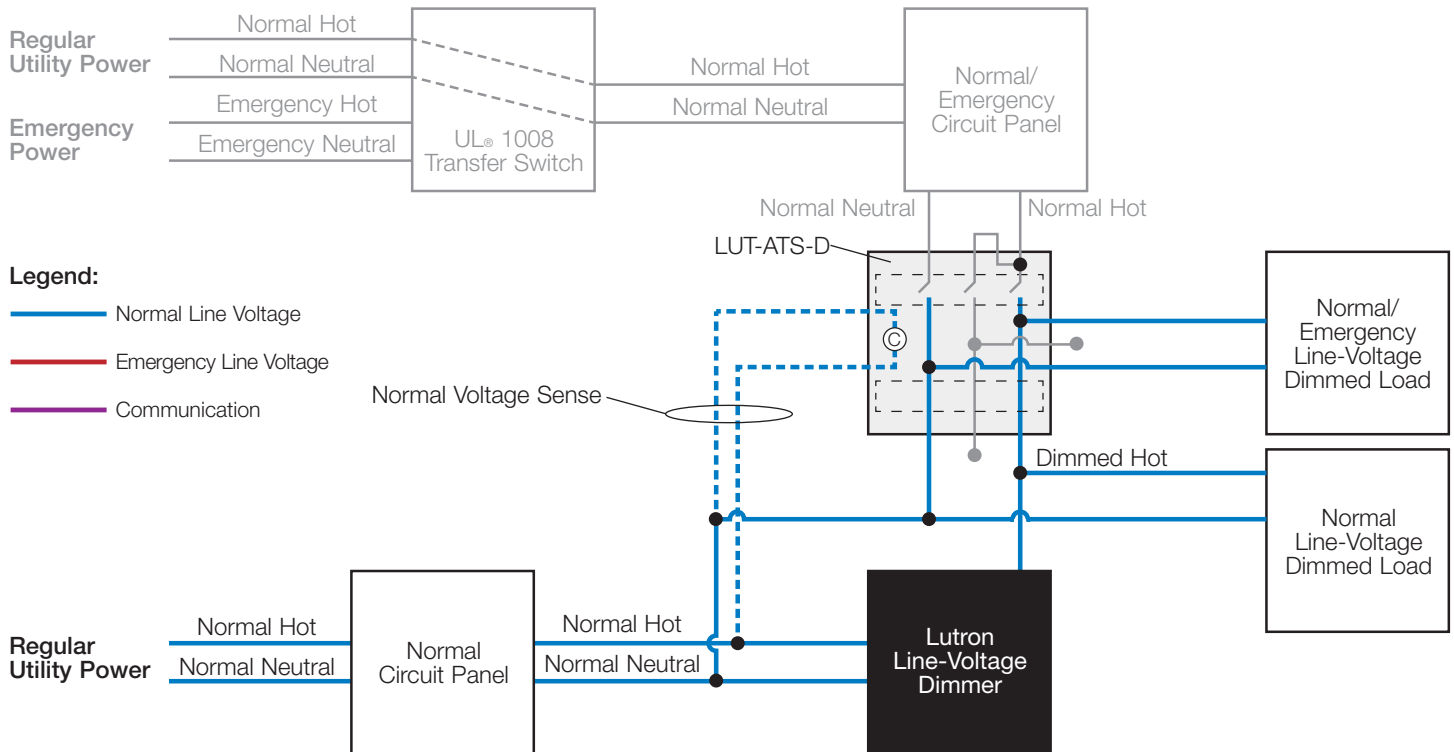 Regular
Utility Power
Normal Hot
Normal Neutral
Emergency
Power
Emergency Hot
Emergency Neutral
UL® 1008
Transfer Switch
Normal Hot
Normal Neutral
Normal/
Emergency
Circuit Panel
Normal Neutral
Normal Hot
LUT-ATS-D
Legend:
Normal Line Voltage
Emergency Line Voltage
Communication
Normal Voltage Sense
C
Normal/
Emergency
Line-Voltage
Dimmed Load
Dimmed Hot
Normal
Line-Voltage
Dimmed Load
Regular
Utility Power
Normal Hot
Normal Neutral
Normal
Circuit Panel
Normal Hot
Normal Neutral
Lutron
Line-Voltage
Dimmer